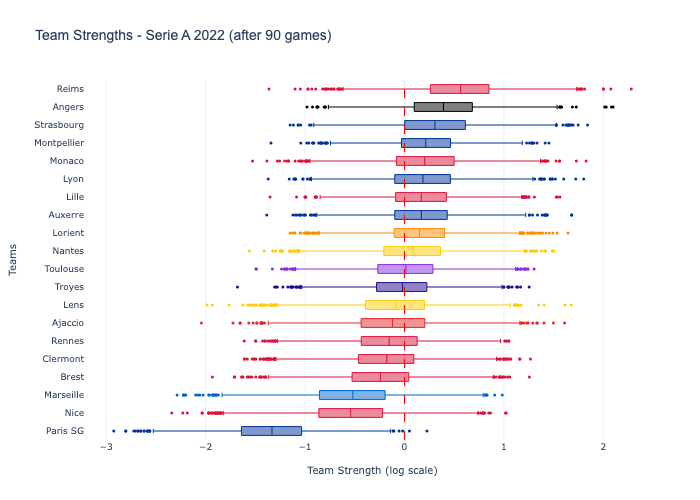 Team Strengths - Serie A 2022 (after 90 games)
Reims
Angers
Strasbourg
Montpellier
Monaco
Lyon
Lille
Auxerre
Lorient
Nantes
Toulouse
Troyes
Lens
Ajaccio
Rennes
Clermont
Brest
Marseille
Nice
Paris SG
Teams
−3 −2 −1 0 1 2
Team Strength (log scale)